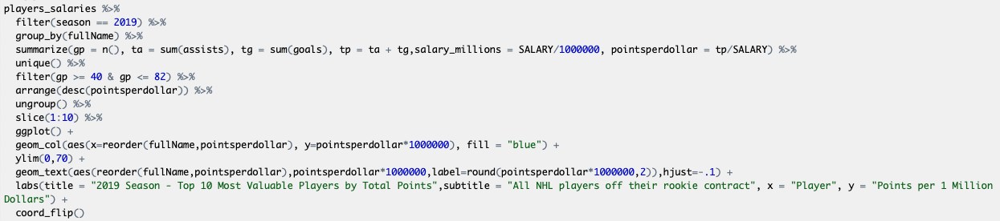 players_salaries %>%
  filter(season == 2019) %>%
  group_by(fullName) %>%
  summarize(gp = n(), ta = sum(assists), tg = sum(goals), tp = ta + tg,salary_millions = SALARY/1000000, pointsperdollar = tp/SALARY) %>%
  unique() %>%
  filter(gp >= 40 & gp <= 82) %>%
  arrange(desc(pointsperdollar)) %>%
  ungroup() %>%
  slice(1:10) %>%
  ggplot() +
  geom_col(aes(x=reorder(fullName,pointsperdollar), y=pointsperdollar*1000000), fill = "blue") +
  ylim(0,70) +
  geom_text(aes(reorder(fullName,pointsperdollar),pointsperdollar*1000000,label=round(pointsperdollar*1000000,2)),hjust=-.1) +
  labs(title = "2019 Season - Top 10 Most Valuable Players by Total Points",subtitle = "All NHL players off their rookie contract", x = "Player", y = "Points per 1 Million
Dollars") +
  coord_flip()